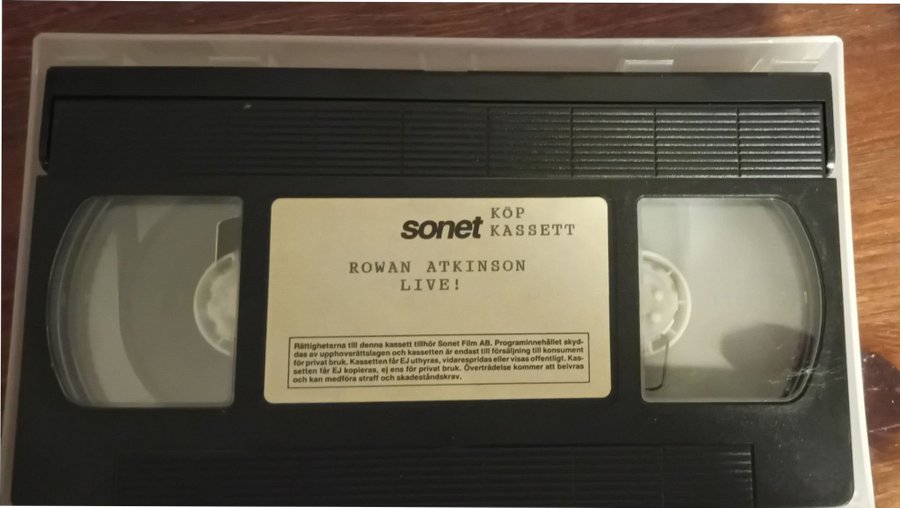 sonet KÖP
KASSETT
ROWAN ATKINSON
LIVE!
Rättigheterna till denna kassett tillhör Sonet Film AB. Programinnehållet skyd-
das av upphovsrättslagen och kassetten är endast till försäljning till konsument
för privat bruk. Kassetten får EJ uthyras, vidarespridas eller visas offentligt. Kas-
setten får EJ kopieras, ej ens för privat bruk. Överträdelse kommer att beivras
och kan medföra straff och skadeståndskrav.